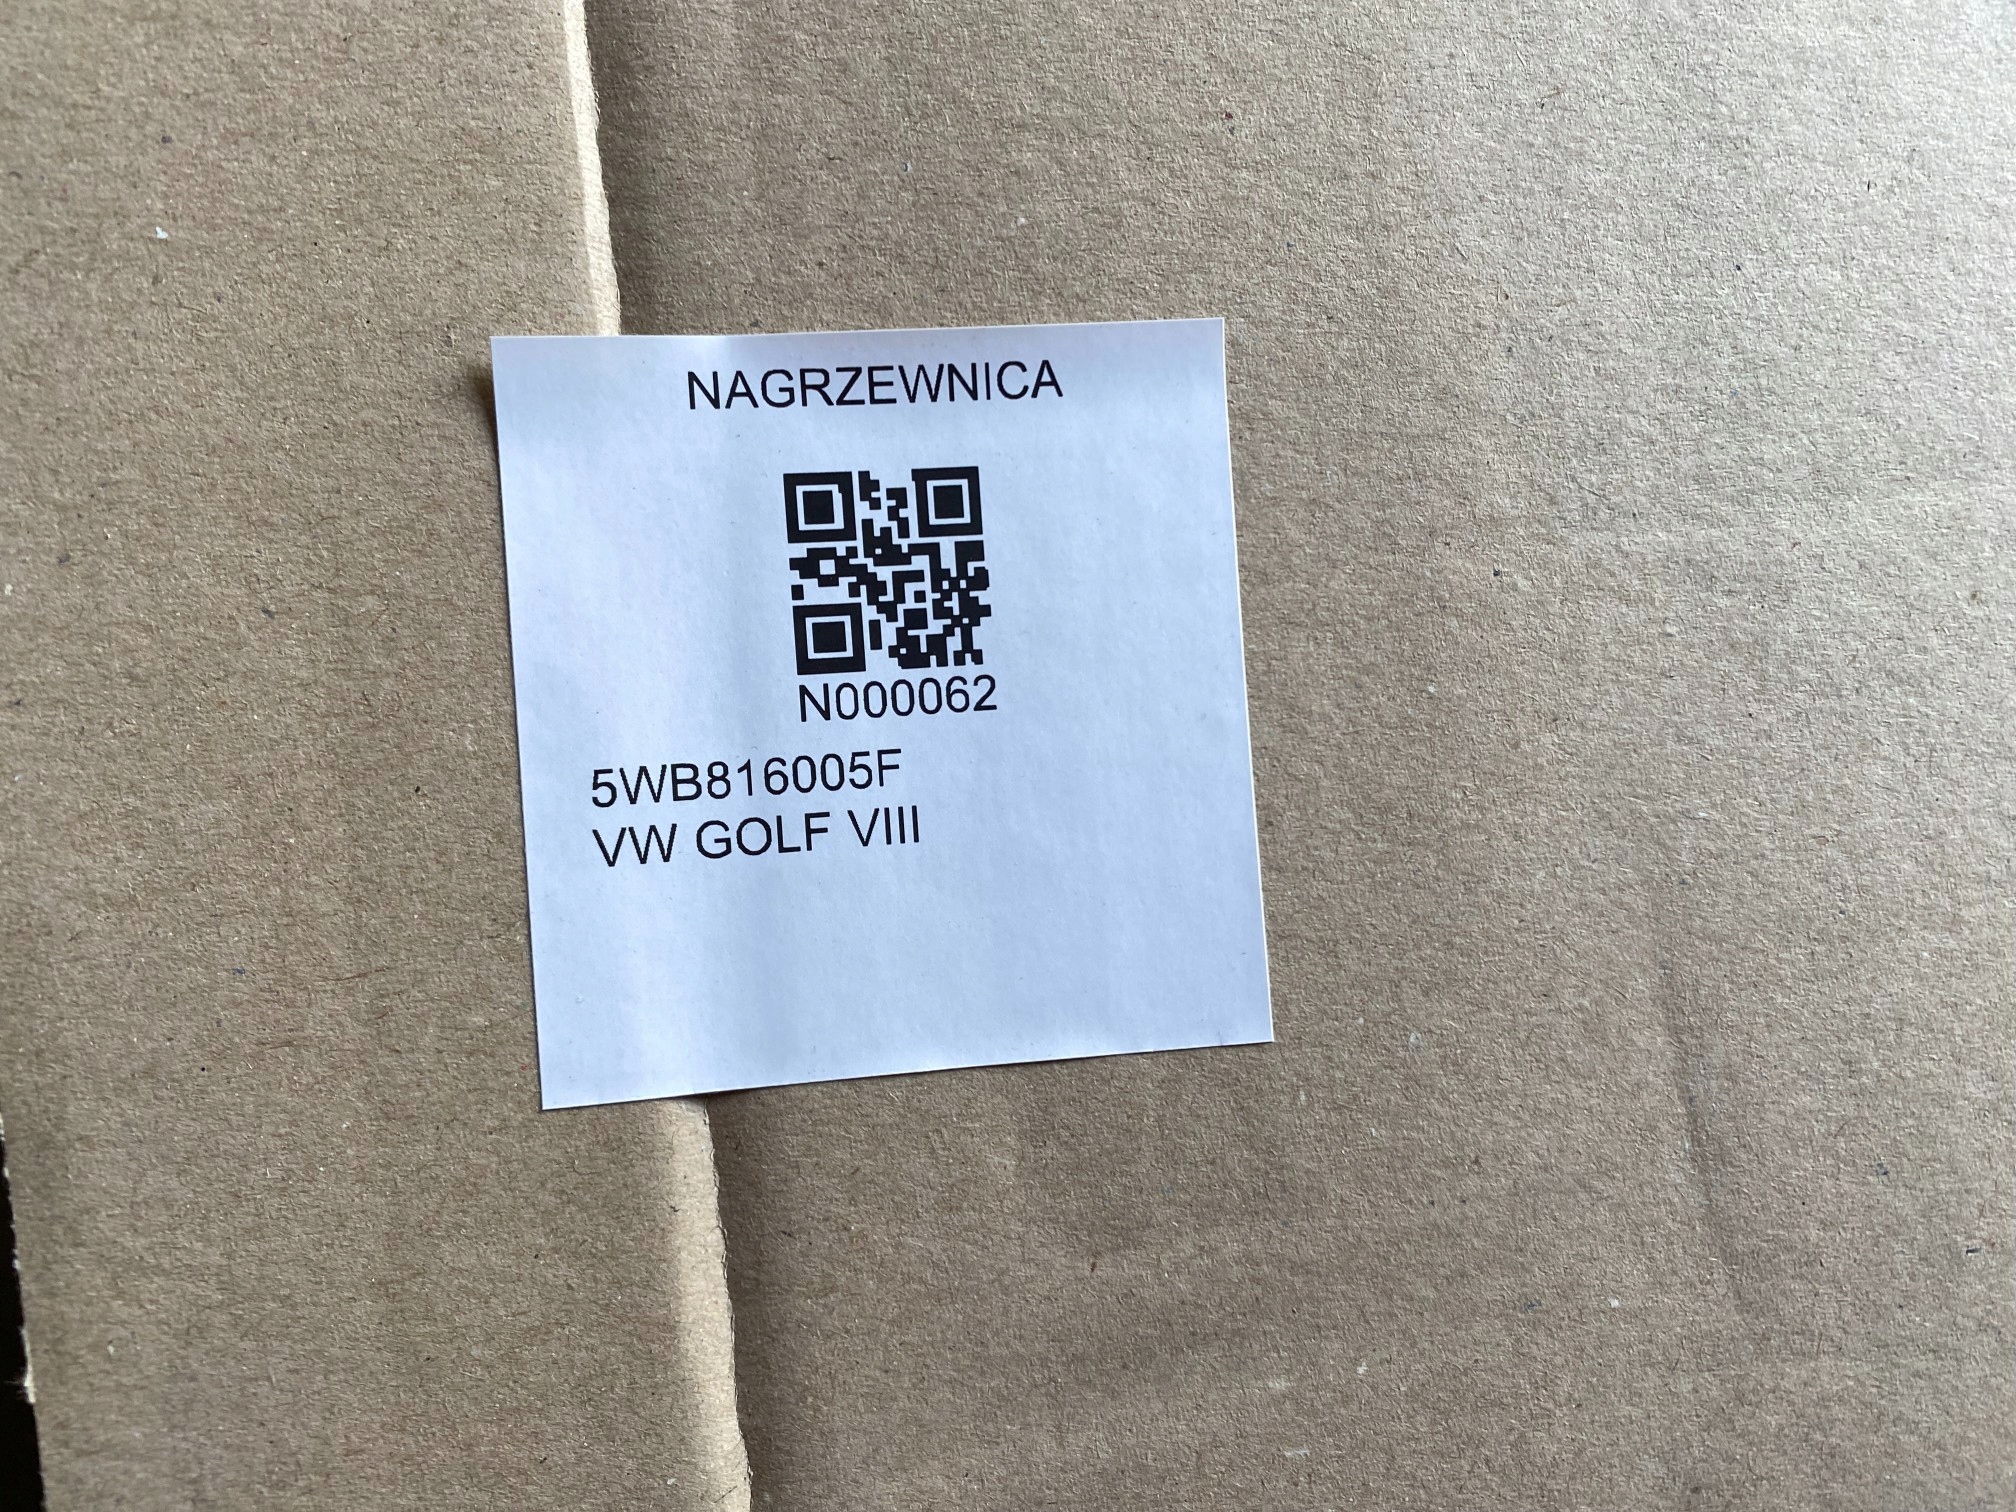 NAGRZEWNICA
N000062
5WB816005F
VW GOLF VIII